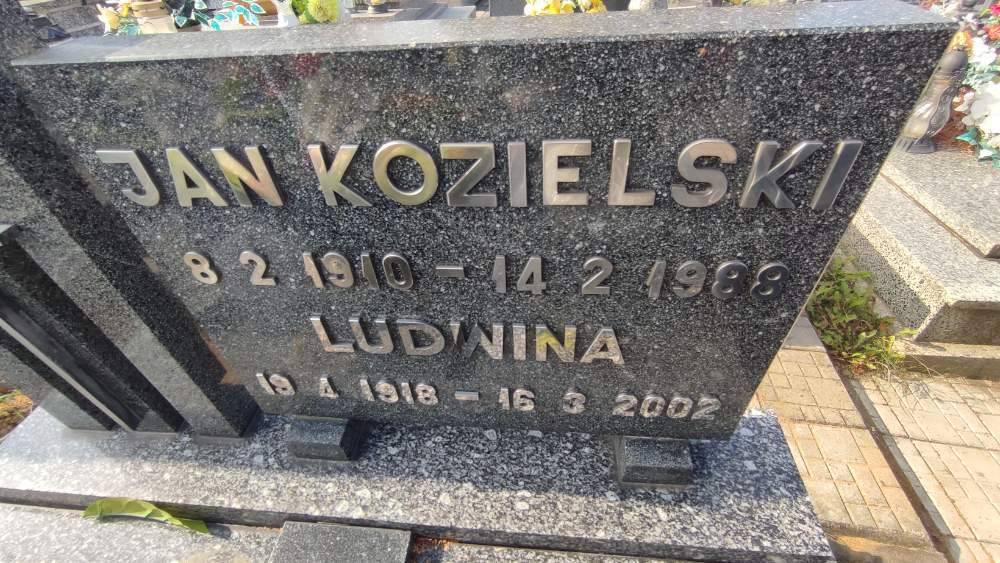 JAN KOZIELSKI
8 2 1910 - 14 2 1988
LUDWINA
19 4 1918 - 16 3 2002